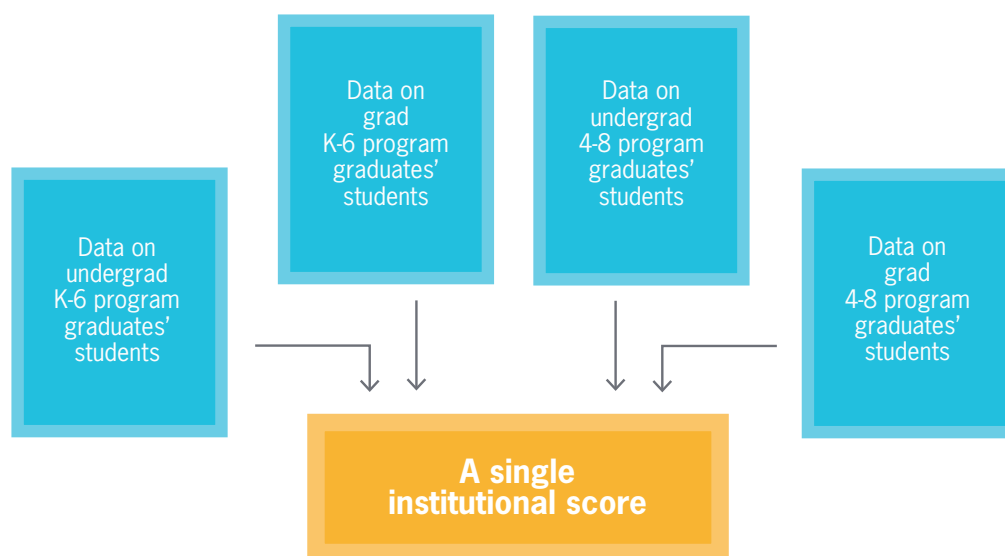 Data on
undergrad
K-6 program
graduates'
students
Data on
grad
K-6 program
graduates'
students
Data on
undergrad
4-8 program
graduates'
students
Data on
grad
4-8 program
graduates'
students
A single
institutional score